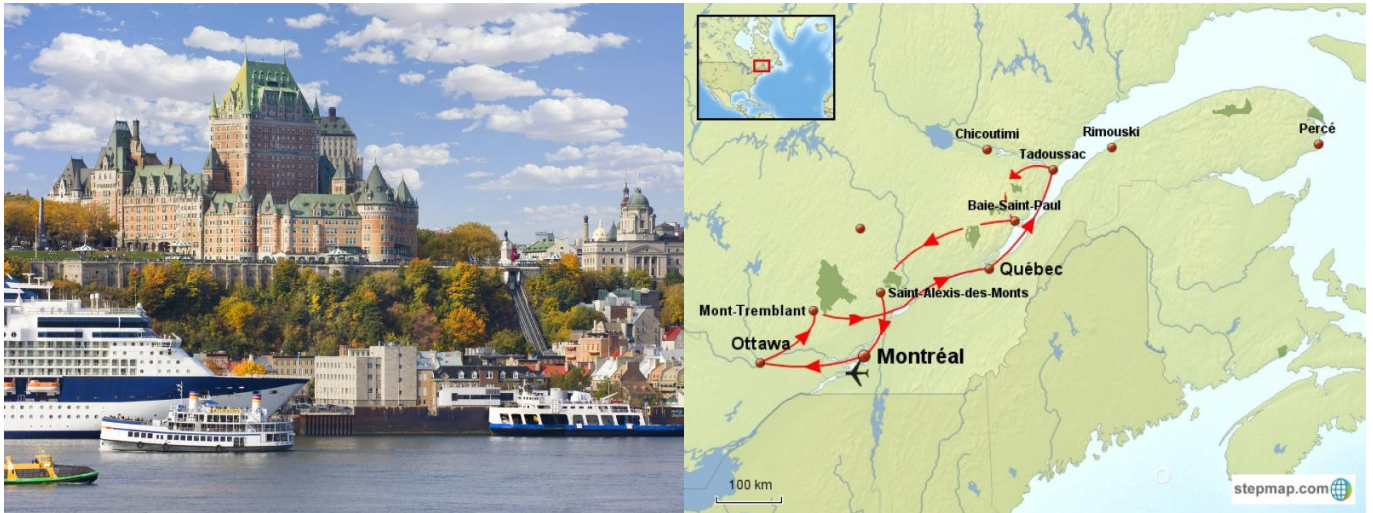 Chicoutimi
Rimouski
Percé
Tadoussac
Baie-Saint-Paul
Québec
Saint-Alexis-des-Monts
Mont-Tremblant
Ottawa
Montréal
100 km
stepmap.com